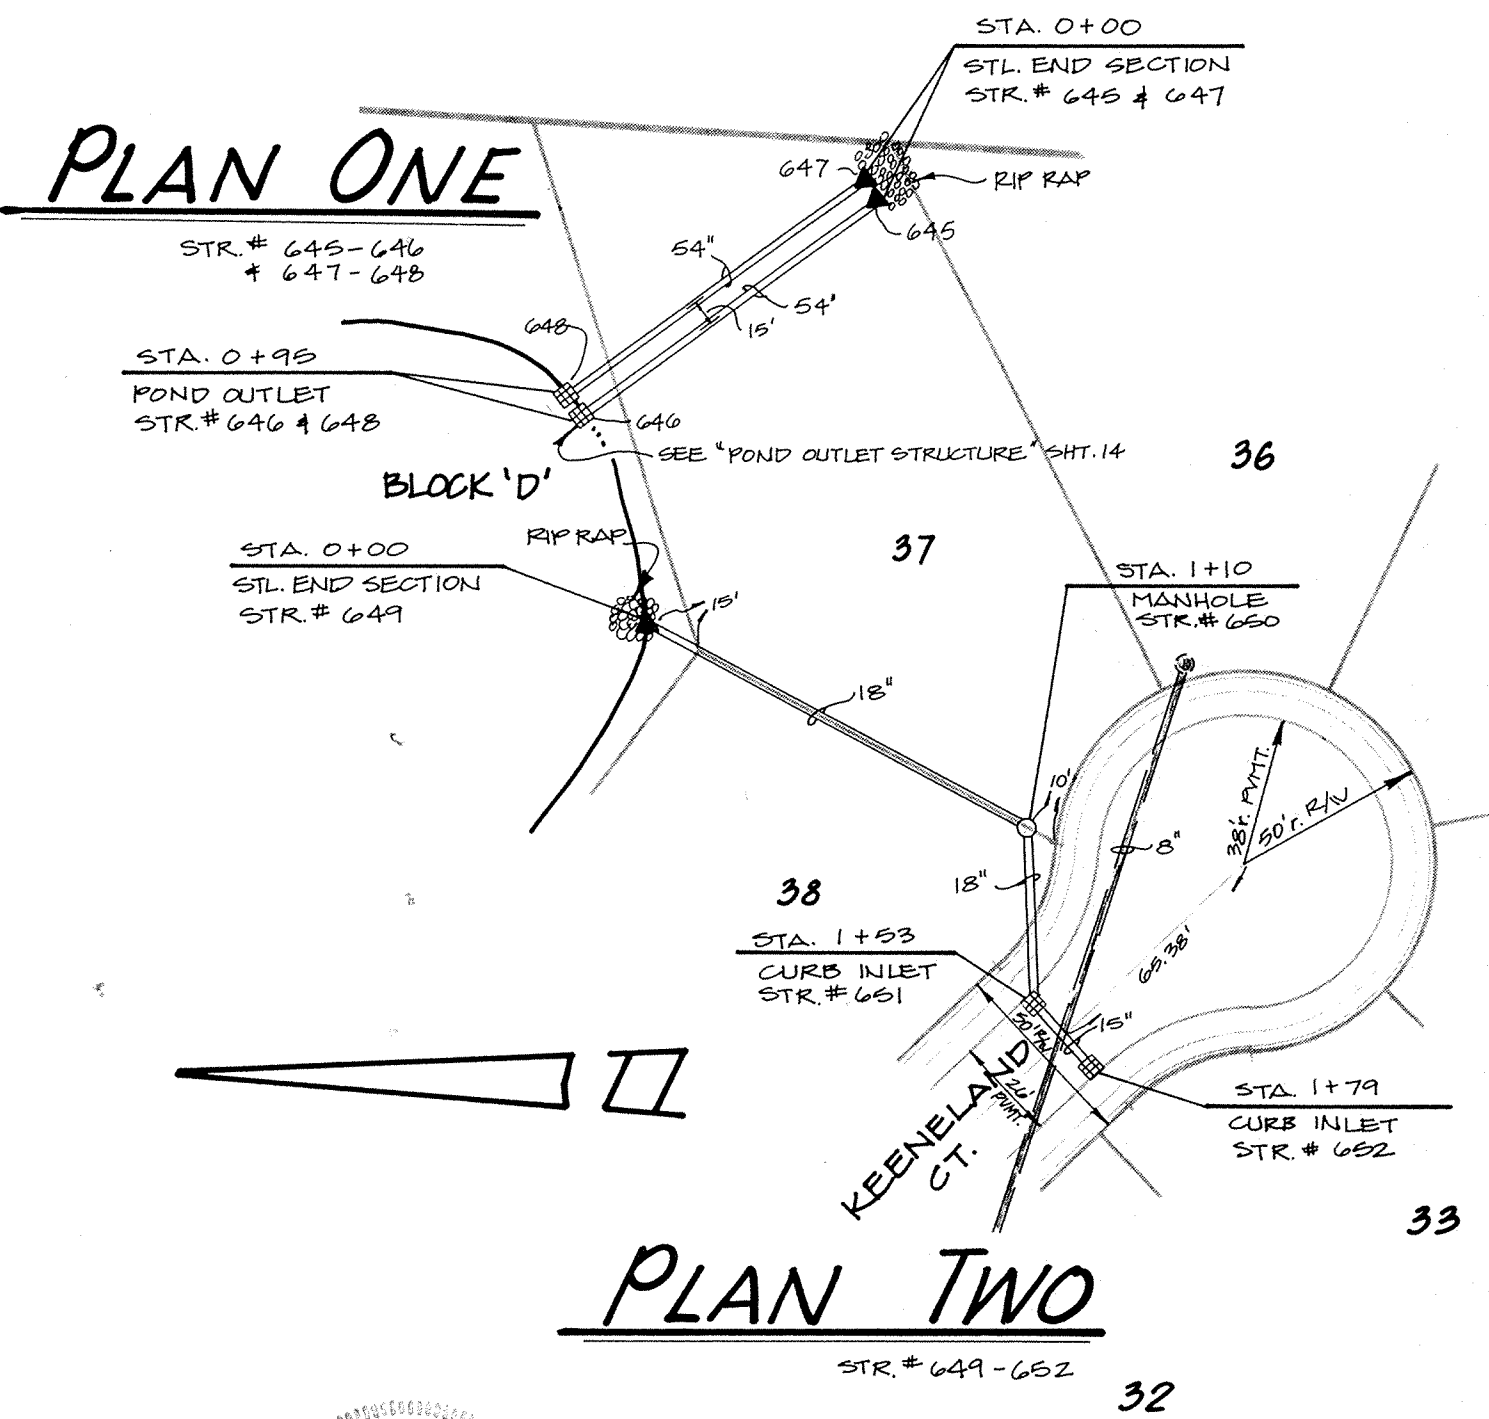 STA. 0+00
STL. END SECTION
STR.# 645 & 647
PLAN ONE
STR.# 645-646
& 647-648
647
RIP RAP
645
54"
54'
15'
648
STA. 0+95
POND OUTLET
STR.# 646 & 648
646
SEE "POND OUTLET STRUCTURE" SHT. 14
BLOCK 'D'
36
37
RIP RAP
STA. 0+00
STL. END SECTION
STR.# 649
15'
STA. 1+10
MANHOLE
STR.# 650
18"
10'
38'r. PVMT.
50'r. R/W
8"
18"
38
STA. 1+53
CURB INLET
STR.# 651
65.38'
50' R/W
15"
26'
PVMT.
KEENELAND
CT.
STA. 1+79
CURB INLET
STR.# 652
33
PLAN TWO
STR.# 649-652
32